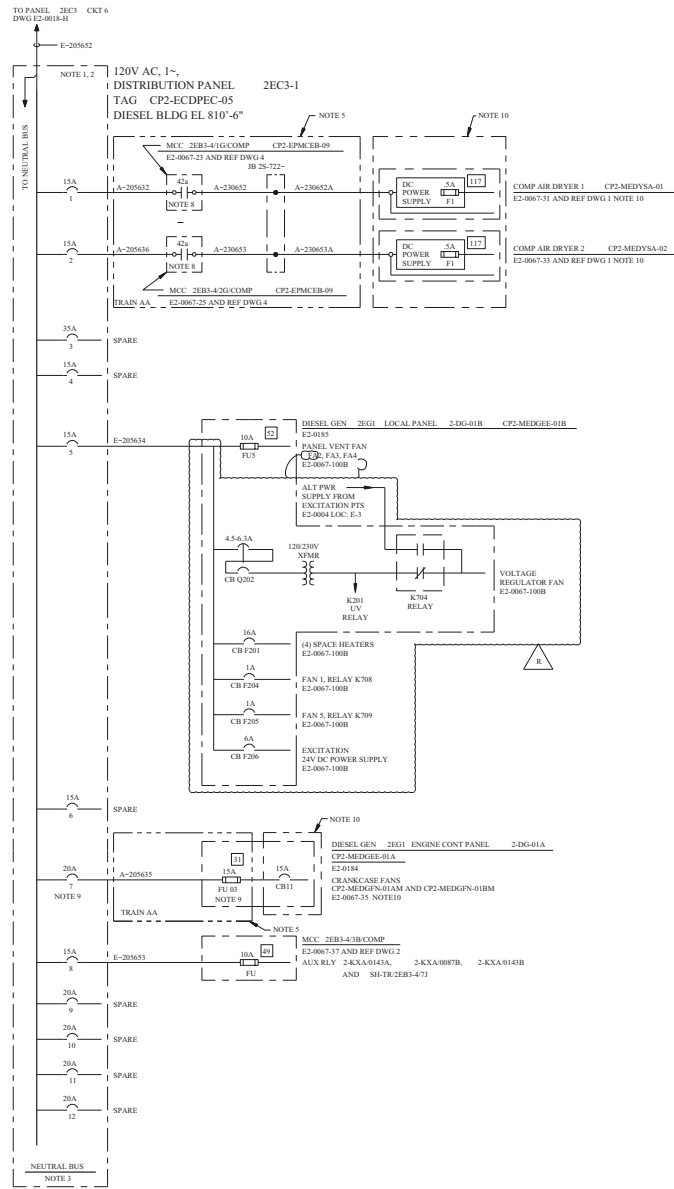 TO PANEL 2EC3 CKT 6
DWG E2-0018-H
E-205652
NOTE 1, 2
TO NEUTRAL BUS
120V AC, 1~,
DISTRIBUTION PANEL 2EC3-1
TAG CP2-ECDPEC-05
DIESEL BLDG EL 810'-6"
NOTE 5
NOTE 10
MCC 2EB3-4/1G/COMP CP2-EPMCEB-09
E2-0067-23 AND REF DWG 4
JB 2S-722~
15A
1
A-205632
42a
NOTE 8
A-230652
A-230652A
DC
POWER
SUPPLY
.5A
F1
117
COMP AIR DRYER 1 CP2-MEDYSA-01
E2-0067-31 AND REF DWG 1 NOTE 10
15A
2
A-205636
42a
NOTE 8
A-230653
A-230653A
DC
POWER
SUPPLY
.5A
F1
117
COMP AIR DRYER 2 CP2-MEDYSA-02
E2-0067-33 AND REF DWG 1 NOTE 10
MCC 2EB3-4/2G/COMP CP2-EPMCEB-09
E2-0067-25 AND REF DWG 4
TRAIN AA
35A
3
SPARE
15A
4
SPARE
15A
5
E-205634
10A
FU5
52
DIESEL GEN 2EG1 LOCAL PANEL 2-DG-01B CP2-MEDGEE-01B
E2-0185
PANEL VENT FAN
FA2, FA3, FA4
E2-0067-100B
ALT PWR
SUPPLY FROM
EXCITATION PTS
E2-0004 LOC: E-3
4.5-6.3A
CB Q202
120/230V
XFMR
K201
UV
RELAY
K704
RELAY
VOLTAGE
REGULATOR FAN
E2-0067-100B
R
16A
CB F201
(4) SPACE HEATERS
E2-0067-100B
1A
CB F204
FAN 1, RELAY K708
E2-0067-100B
1A
CB F205
FAN 5, RELAY K709
E2-0067-100B
6A
CB F206
EXCITATION
24V DC POWER SUPPLY
E2-0067-100B
15A
6
SPARE
NOTE 10
20A
7
NOTE 9
A-205635
TRAIN AA
31
15A
FU 03
NOTE 9
15A
CB11
NOTE 5
DIESEL GEN 2EG1 ENGINE CONT PANEL 2-DG-01A
CP2-MEDGEE-01A
E2-0184
CRANKCASE FANS
CP2-MEDGFN-01AM AND CP2-MEDGFN-01BM
E2-0067-35 NOTE10
15A
8
E-205653
10A
FU
49
MCC 2EB3-4/3B/COMP
E2-0067-37 AND REF DWG 2
AUX RLY 2-KXA/0143A, 2-KXA/0087B, 2-KXA/0143B
AND SH-TR/2EB3-4/7J
20A
9
SPARE
20A
10
SPARE
20A
11
SPARE
20A
12
SPARE
NEUTRAL BUS
NOTE 3